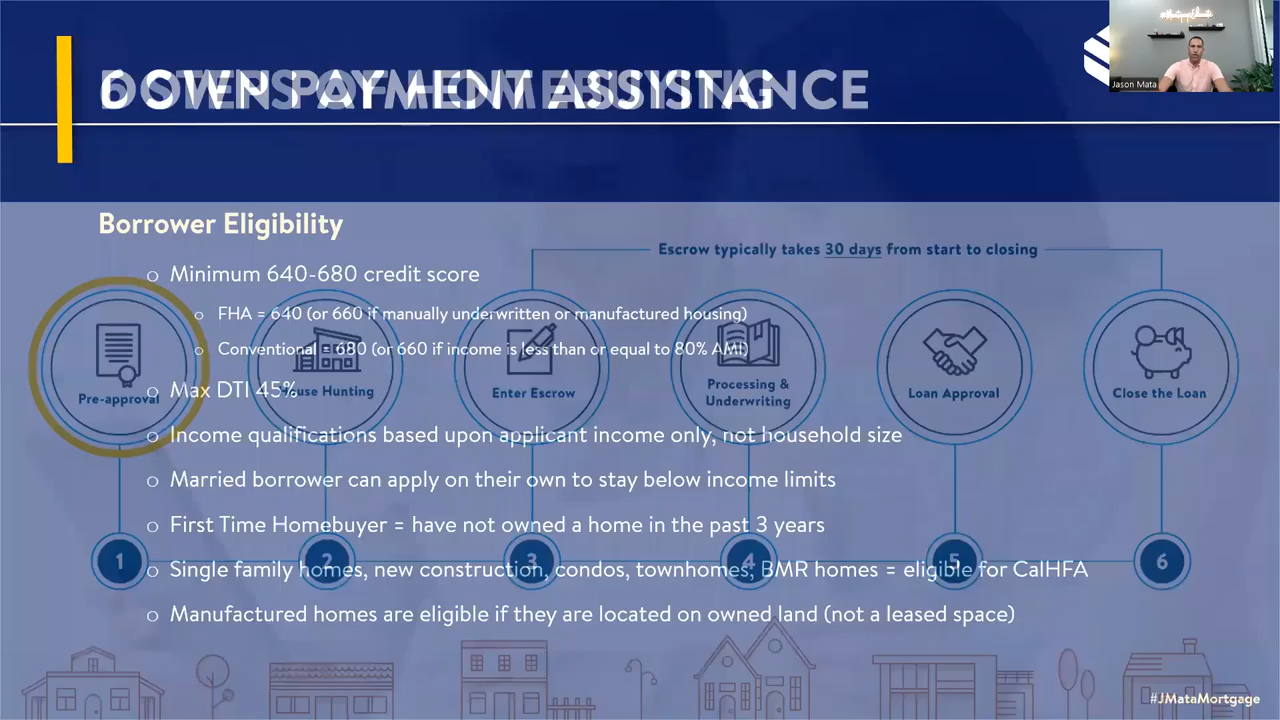 DOWN PAYMENT ASSISTANCE
6 STEPS OF HOMEBUYING
Jason Mata
Borrower Eligibility
Escrow typically takes 30 days from start to closing
o Minimum 640-680 credit score
o FHA = 640 (or 660 if manually underwritten or manufactured housing)
o Conventional = 680 (or 660 if income is less than or equal to 80% AMI)
o Max DTI 45%
Pre-approval
House Hunting
Enter Escrow
Processing &
Underwriting
Loan Approval
Close the Loan
o Income qualifications based upon applicant income only, not household size
o Married borrower can apply on their own to stay below income limits
o First Time Homebuyer = have not owned a home in the past 3 years
1 2 3 4 5 6
o Single family homes, new construction, condos, townhomes, BMR homes = eligible for CalHFA
o Manufactured homes are eligible if they are located on owned land (not a leased space)
#JMataMortgage